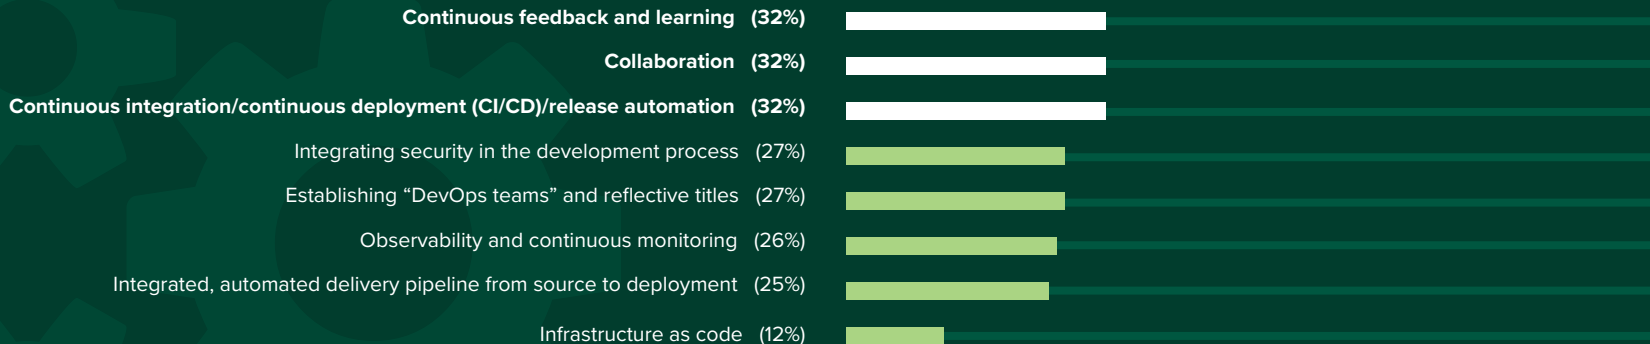 Continuous feedback and learning (32%)
Collaboration (32%)
Continuous integration/continuous deployment (CI/CD)/release automation (32%)
Integrating security in the development process (27%)
Establishing “DevOps teams” and reflective titles (27%)
Observability and continuous monitoring (26%)
Integrated, automated delivery pipeline from source to deployment (25%)
Infrastructure as code (12%)